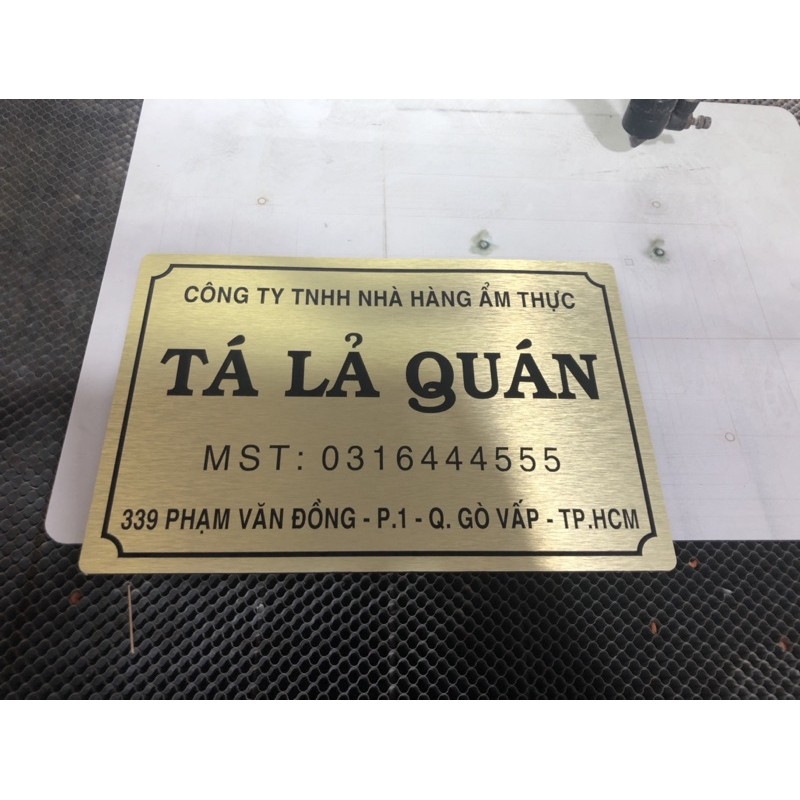 CÔNG TY TNHH NHÀ HÀNG ẨM THỰC
TÁ LẢ QUÁN
MST: 0316444555
339 PHẠM VĂN ĐỒNG - P.1 - Q. GÒ VẤP - TP.HCM